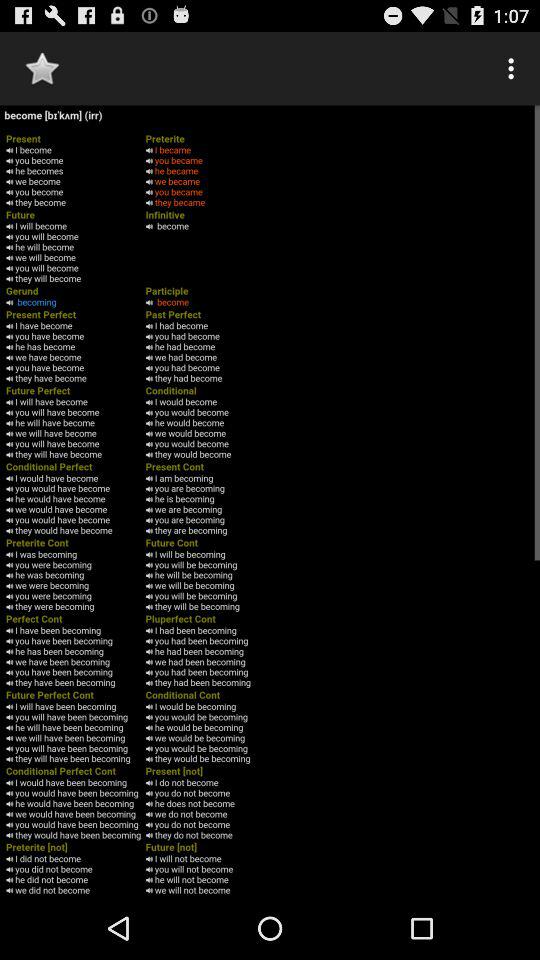 1:07
become [bɪ'kʌm] (irr)
Present
I become
you become
he becomes
we become
you become
they become
Preterite
I became
you became
he became
we became
you became
they became
Future
I will become
you will become
he will become
we will become
you will become
they will become
Infinitive
become
Gerund
becoming
Participle
become
Present Perfect
I have become
you have become
he has become
we have become
you have become
they have become
Past Perfect
I had become
you had become
he had become
we had become
you had become
they had become
Future Perfect
I will have become
you will have become
he will have become
we will have become
you will have become
they will have become
Conditional
I would become
you would become
he would become
we would become
you would become
they would become
Conditional Perfect
I would have become
you would have become
he would have become
we would have become
you would have become
they would have become
Present Cont
I am becoming
you are becoming
he is becoming
we are becoming
you are becoming
they are becoming
Preterite Cont
I was becoming
you were becoming
he was becoming
we were becoming
you were becoming
they were becoming
Future Cont
I will be becoming
you will be becoming
he will be becoming
we will be becoming
you will be becoming
they will be becoming
Perfect Cont
I have been becoming
you have been becoming
he has been becoming
we have been becoming
you have been becoming
they have been becoming
Pluperfect Cont
I had been becoming
you had been becoming
he had been becoming
we had been becoming
you had been becoming
they had been becoming
Future Perfect Cont
I will have been becoming
you will have been becoming
he will have been becoming
we will have been becoming
you will have been becoming
they will have been becoming
Conditional Cont
I would be becoming
you would be becoming
he would be becoming
we would be becoming
you would be becoming
they would be becoming
Conditional Perfect Cont
I would have been becoming
you would have been becoming
he would have been becoming
we would have been becoming
you would have been becoming
they would have been becoming
Present [not]
I do not become
you do not become
he does not become
we do not become
you do not become
they do not become
Preterite [not]
I did not become
you did not become
he did not become
we did not become
Future [not]
I will not become
you will not become
he will not become
we will not become